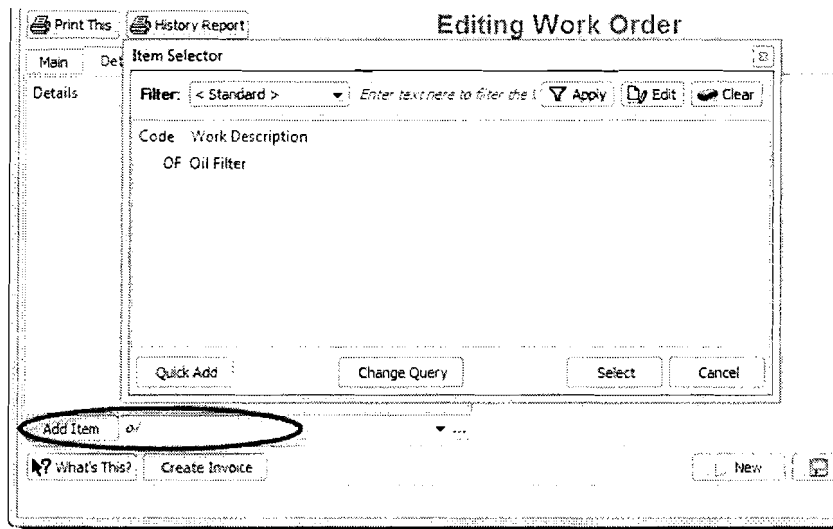 Print This History Report Editing Work Order
Main Det Item Selector
Details Filter: < Standard > Enter text here to filter the Apply Edit Clear
Code Work Description
OF Oil Filter
Quick Add Change Query Select Cancel
Add Item of ...
What's This? Create Invoice New